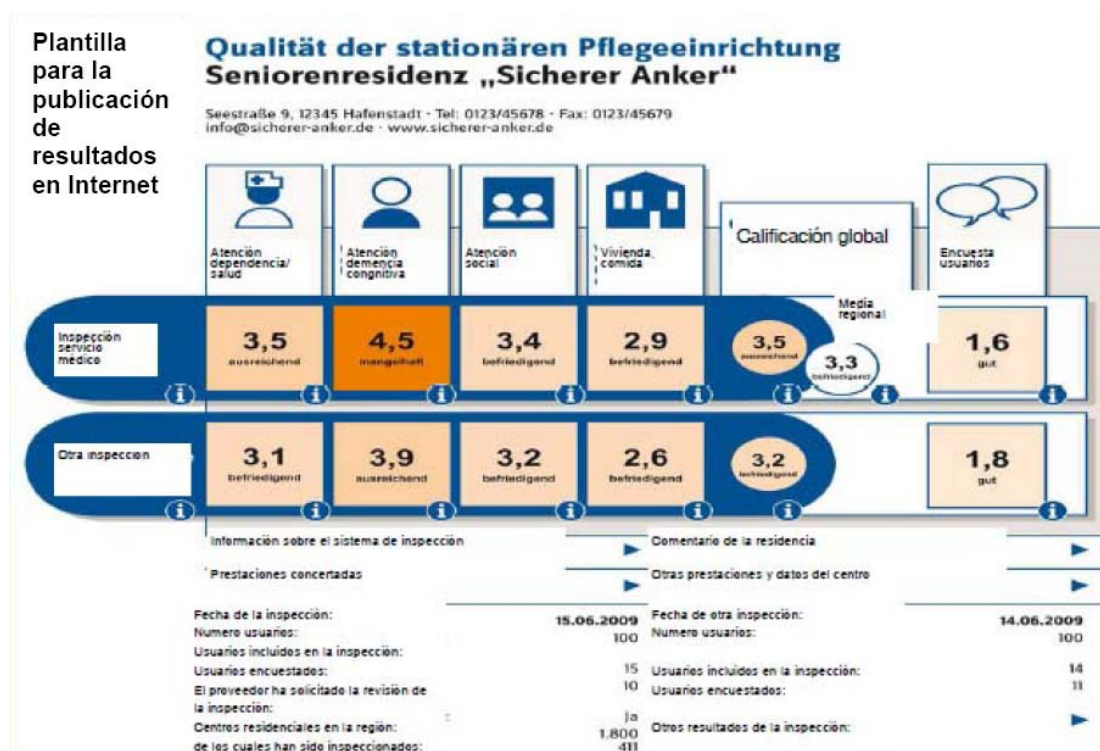 Plantilla
para la
publicación
de
resultados
en Internet
Qualität der stationären Pflegeeinrichtung
Seniorenresidenz „Sicherer Anker“
Seestraße 9, 12345 Hafenstadt · Tel: 0123/45678 · Fax: 0123/45679
info@sicherer-anker.de · www.sicherer-anker.de
Atención
dependencia/
salud
Atención
demencia
congnitiva
Atención
social
Vivienda,
comida
Calificación global
Encuesta
usuarios
Media
regional
Inspección
servicio
médico
3,5
ausreichend
4,5
mangelhaft
3,4
befriedigend
2,9
befriedigend
3,5
ausreichend
3,3
befriedigend
1,6
gut
Otra inspeccion
3,1
befriedigend
3,9
ausreichend
3,2
befriedigend
2,6
befriedigend
3,2
befriedigend
1,8
gut
Información sobre el sistema de inspección
Comentario de la residencia
Prestaciones concertadas
Otras prestaciones y datos del centro
Fecha de la inspección: 15.06.2009
Numero usuarios: 100
Usuarios incluidos en la inspección:
Usuarios encuestados: 15
El proveedor ha solicitado la revisión de 10
la inspección:
: Ja
Centros residenciales en la región: 1.800
de los cuales han sido inspeccionados: 411
Fecha de otra inspección: 14.06.2009
Numero usuarios: 100
Usuarios incluidos en la inspección: 14
Usuarios encuestados: 11
Otros resultados de la inspección: